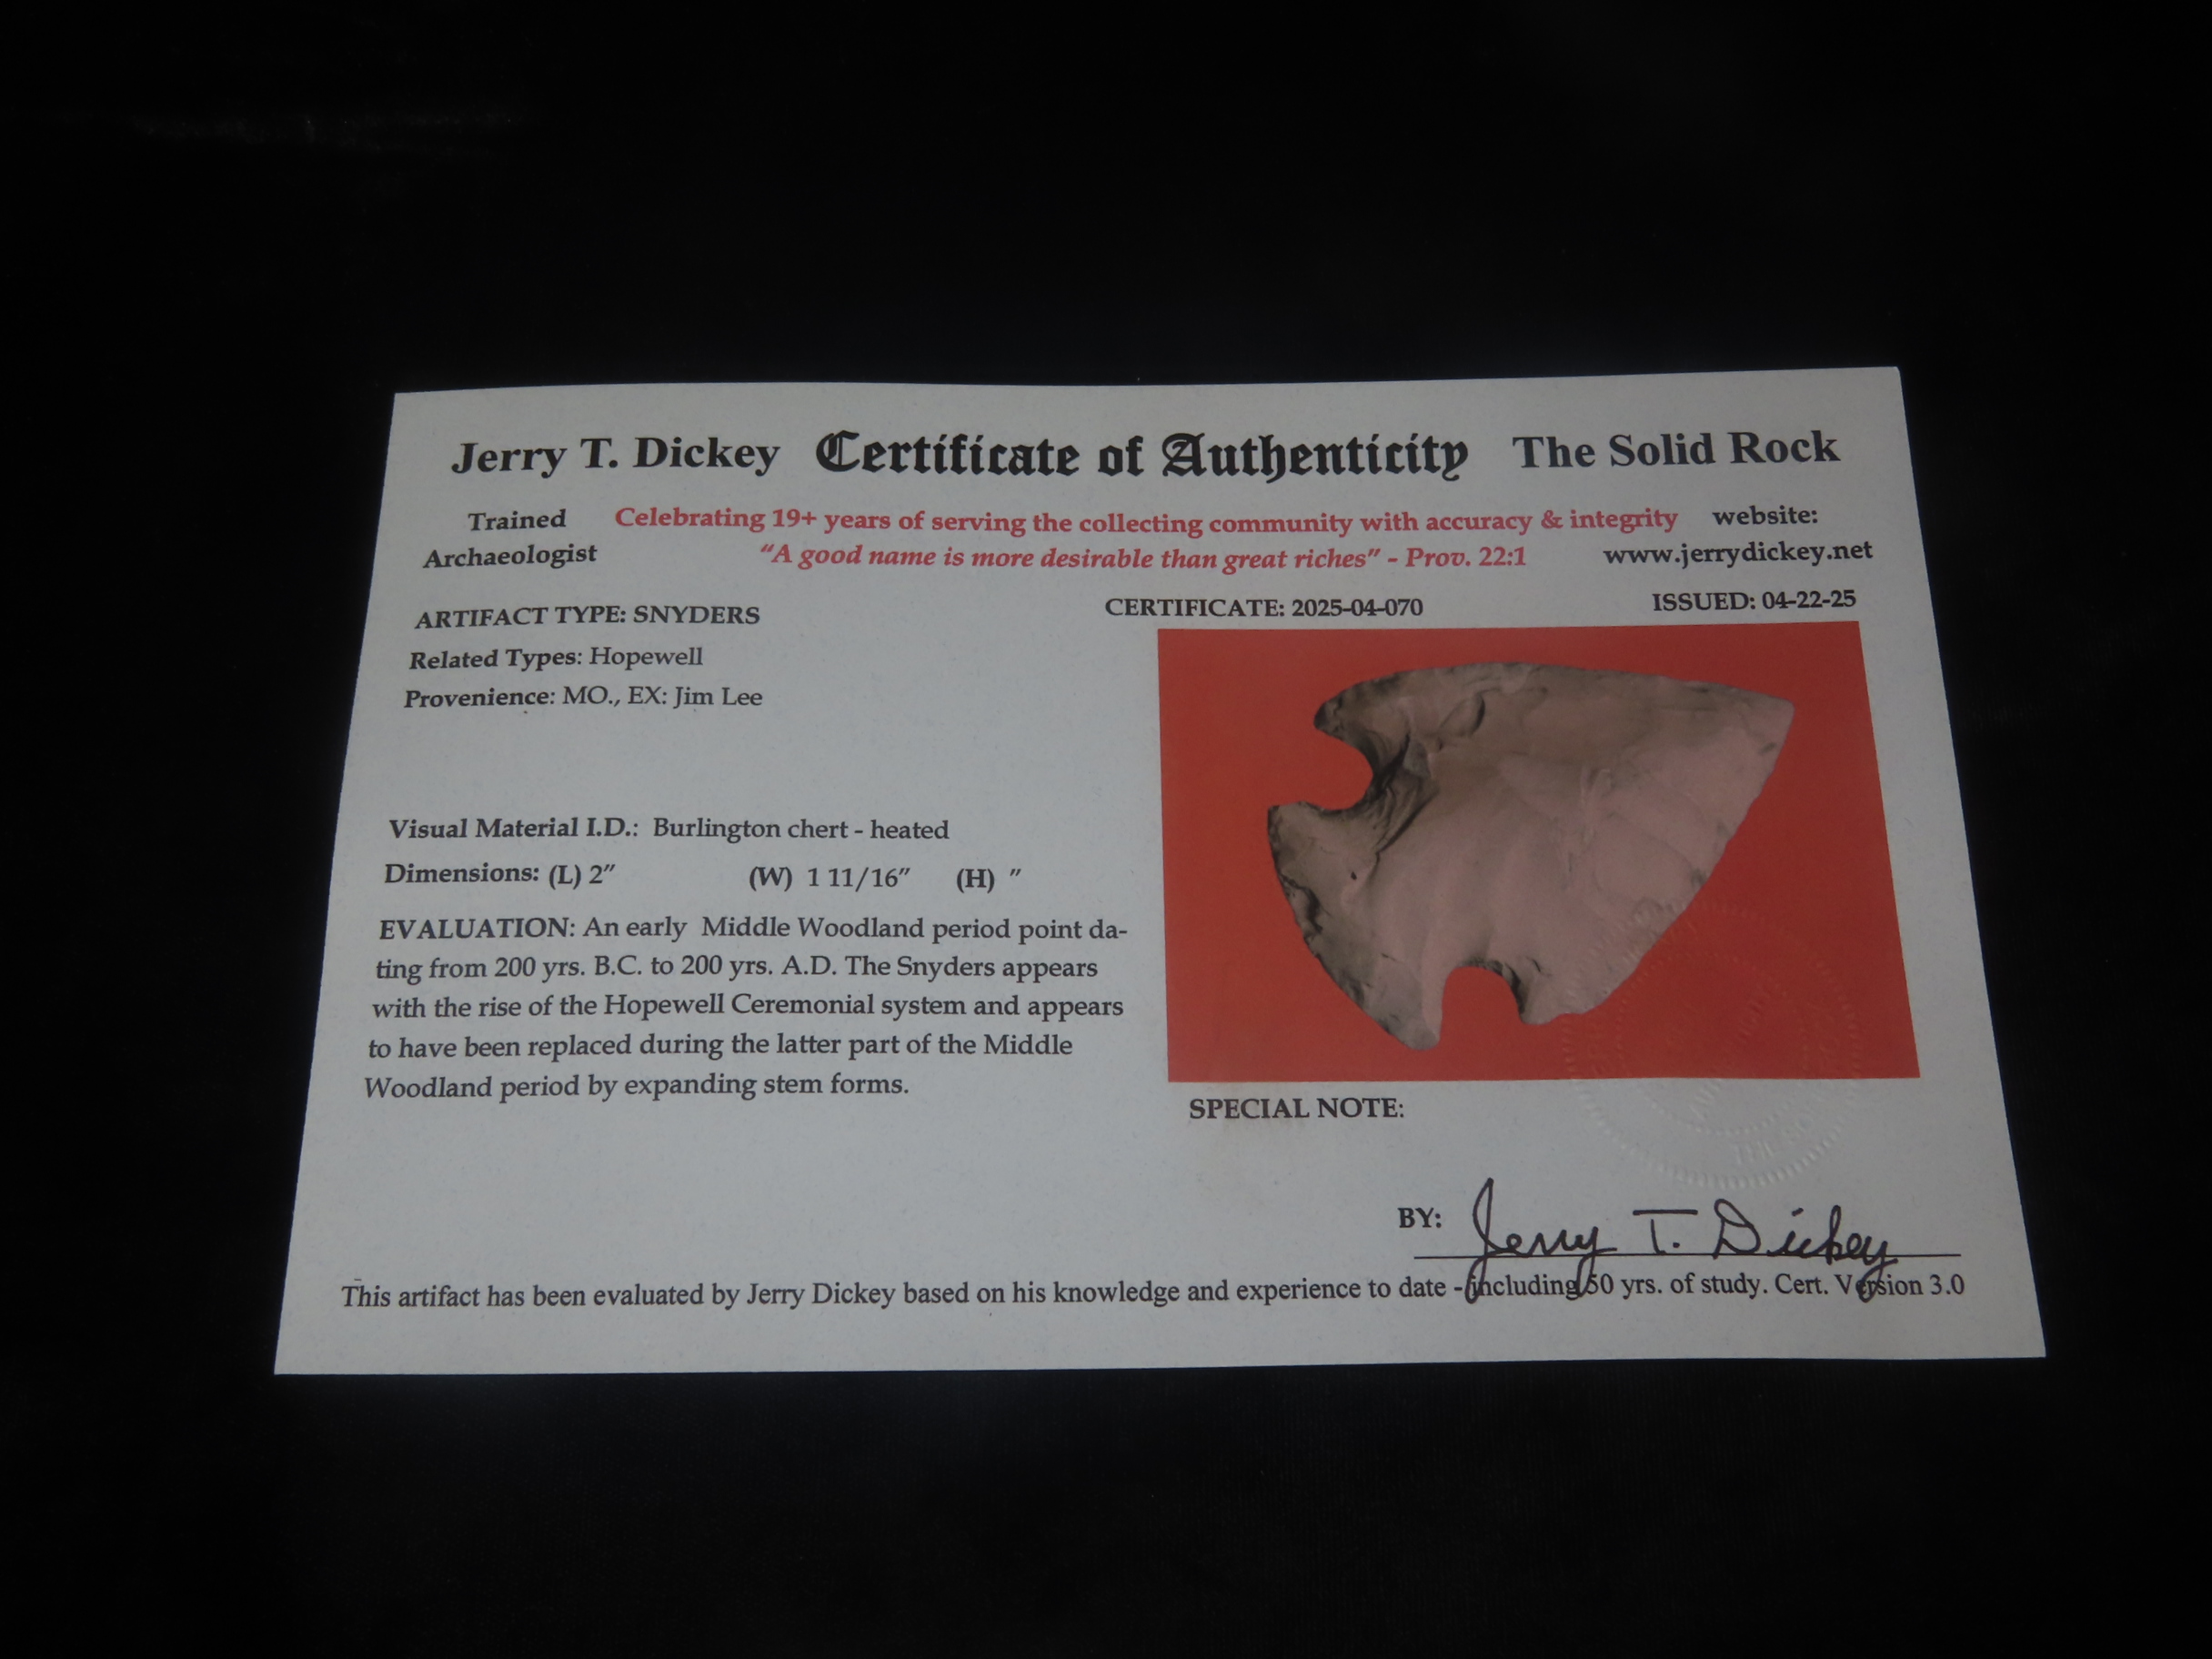 Jerry T. Dickey Certificate of Authenticity The Solid Rock
Trained Archaeologist
Celebrating 19+ years of serving the collecting community with accuracy & integrity
"A good name is more desirable than great riches" - Prov. 22:1
website:
www.jerrydickey.net
ARTIFACT TYPE: SNYDERS
CERTIFICATE: 2025-04-070
ISSUED: 04-22-25
Related Types: Hopewell
Provenience: MO., EX: Jim Lee
Visual Material I.D.: Burlington chert - heated
Dimensions: (L) 2" (W) 1 11/16" (H) "
EVALUATION: An early Middle Woodland period point da-
ting from 200 yrs. B.C. to 200 yrs. A.D. The Snyders appears
with the rise of the Hopewell Ceremonial system and appears
to have been replaced during the latter part of the Middle
Woodland period by expanding stem forms.
SPECIAL NOTE:
BY: Jerry T. Dickey
This artifact has been evaluated by Jerry Dickey based on his knowledge and experience to date - including 50 yrs. of study. Cert. Version 3.0